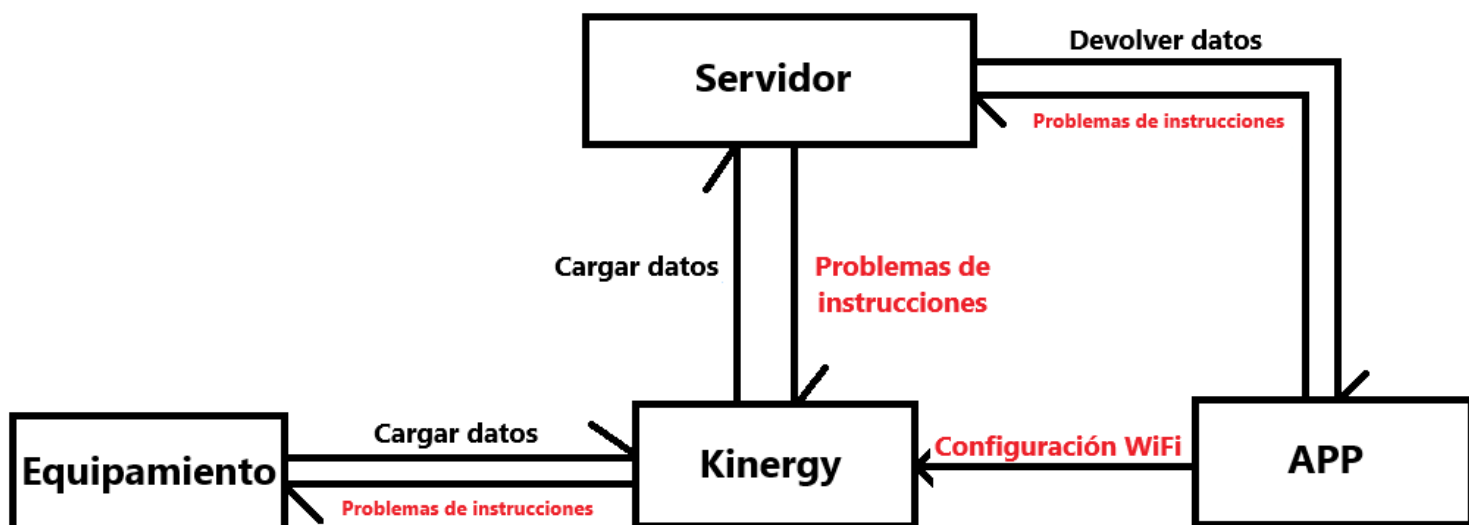 Devolver datos
Servidor
Problemas de instrucciones
Cargar datos
Problemas de
instrucciones
Cargar datos
Configuración WiFi
Equipamiento
Kinergy
APP
Problemas de instrucciones